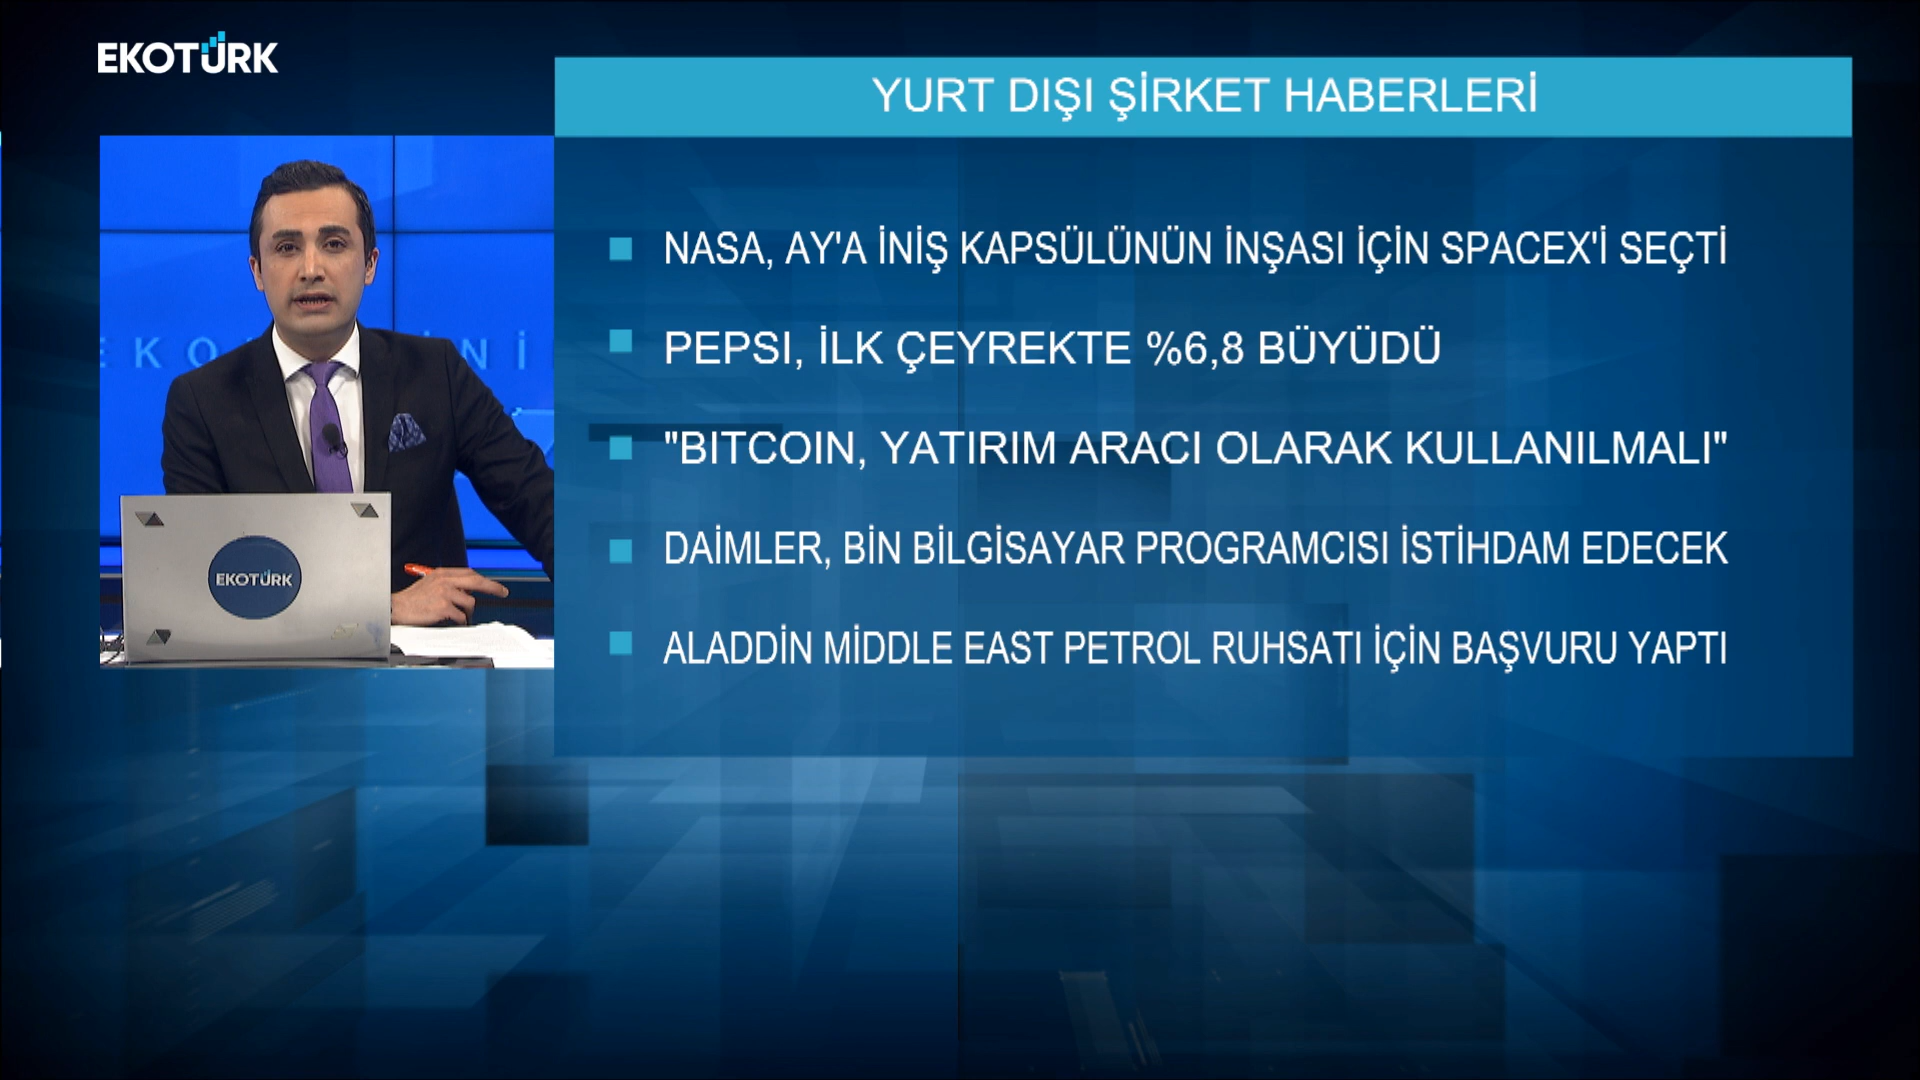 EKOTÜRK
YURT DIŞI ŞİRKET HABERLERİ
NASA, AY'A İNİŞ KAPSÜLÜNÜN İNŞASI İÇİN SPACEX'İ SEÇTİ
PEPSI, İLK ÇEYREKTE %6,8 BÜYÜDÜ
"BITCOIN, YATIRIM ARACI OLARAK KULLANILMALI"
DAİMLER, BİN BİLGİSAYAR PROGRAMCISI İSTİHDAM EDECEK
ALADDİN MİDDLE EAST PETROL RUHSATI İÇİN BAŞVURU YAPTI
EKO
Nİ
EKOTÜRK